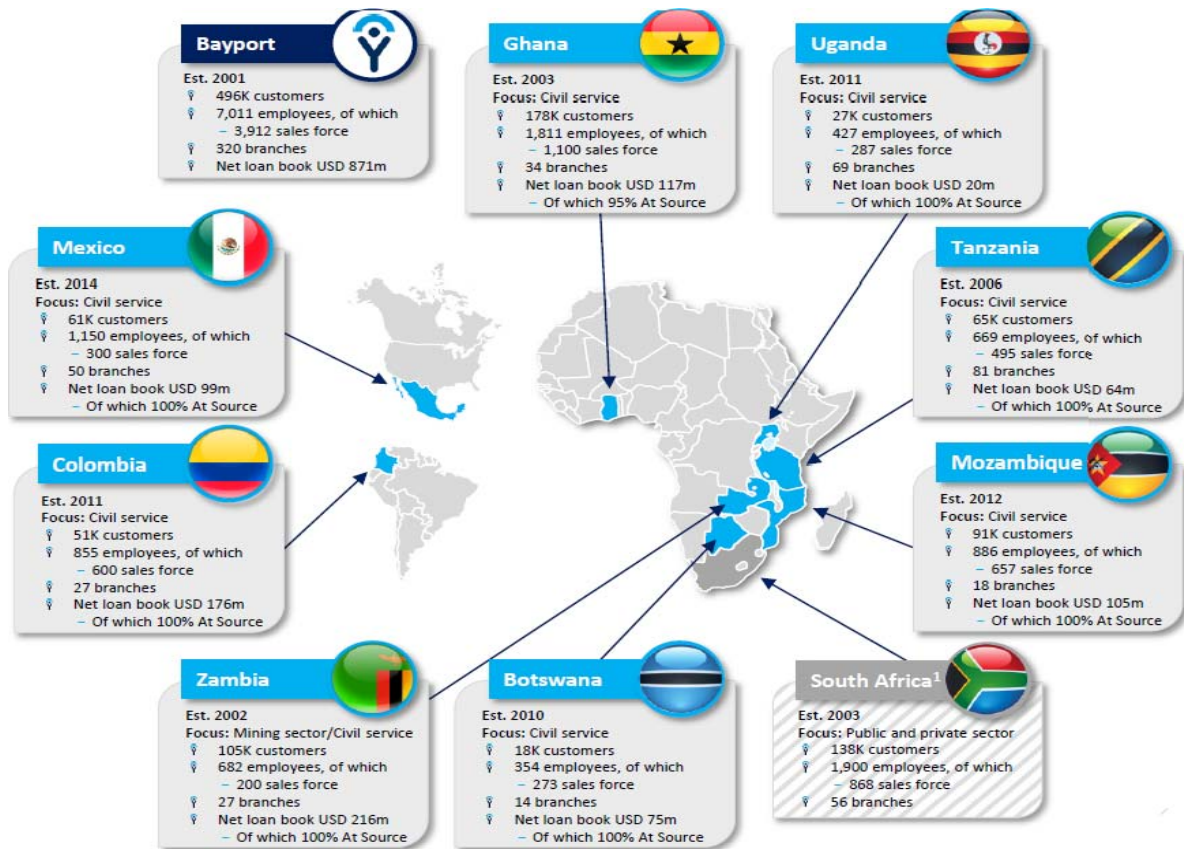 Bayport
Est. 2001
496K customers
7,011 employees, of which
– 3,912 sales force
320 branches
Net loan book USD 871m
Ghana
Est. 2003
Focus: Civil service
178K customers
1,811 employees, of which
– 1,100 sales force
34 branches
Net loan book USD 117m
– Of which 95% At Source
Uganda
Est. 2011
Focus: Civil service
27K customers
427 employees, of which
– 287 sales force
69 branches
Net loan book USD 20m
– Of which 100% At Source
Mexico
Est. 2014
Focus: Civil service
61K customers
1,150 employees, of which
– 300 sales force
50 branches
Net loan book USD 99m
– Of which 100% At Source
Tanzania
Est. 2006
Focus: Civil service
65K customers
669 employees, of which
– 495 sales force
81 branches
Net loan book USD 64m
– Of which 100% At Source
Colombia
Est. 2011
Focus: Civil service
51K customers
855 employees, of which
– 600 sales force
27 branches
Net loan book USD 176m
– Of which 100% At Source
Mozambique
Est. 2012
Focus: Civil service
91K customers
886 employees, of which
– 657 sales force
18 branches
Net loan book USD 105m
– Of which 100% At Source
Zambia
Est. 2002
Focus: Mining sector/Civil service
105K customers
682 employees, of which
– 200 sales force
27 branches
Net loan book USD 216m
– Of which 100% At Source
Botswana
Est. 2010
Focus: Civil service
18K customers
354 employees, of which
– 273 sales force
14 branches
Net loan book USD 75m
– Of which 100% At Source
South Africa¹
Est. 2003
Focus: Public and private sector
138K customers
1,900 employees, of which
– 868 sales force
56 branches